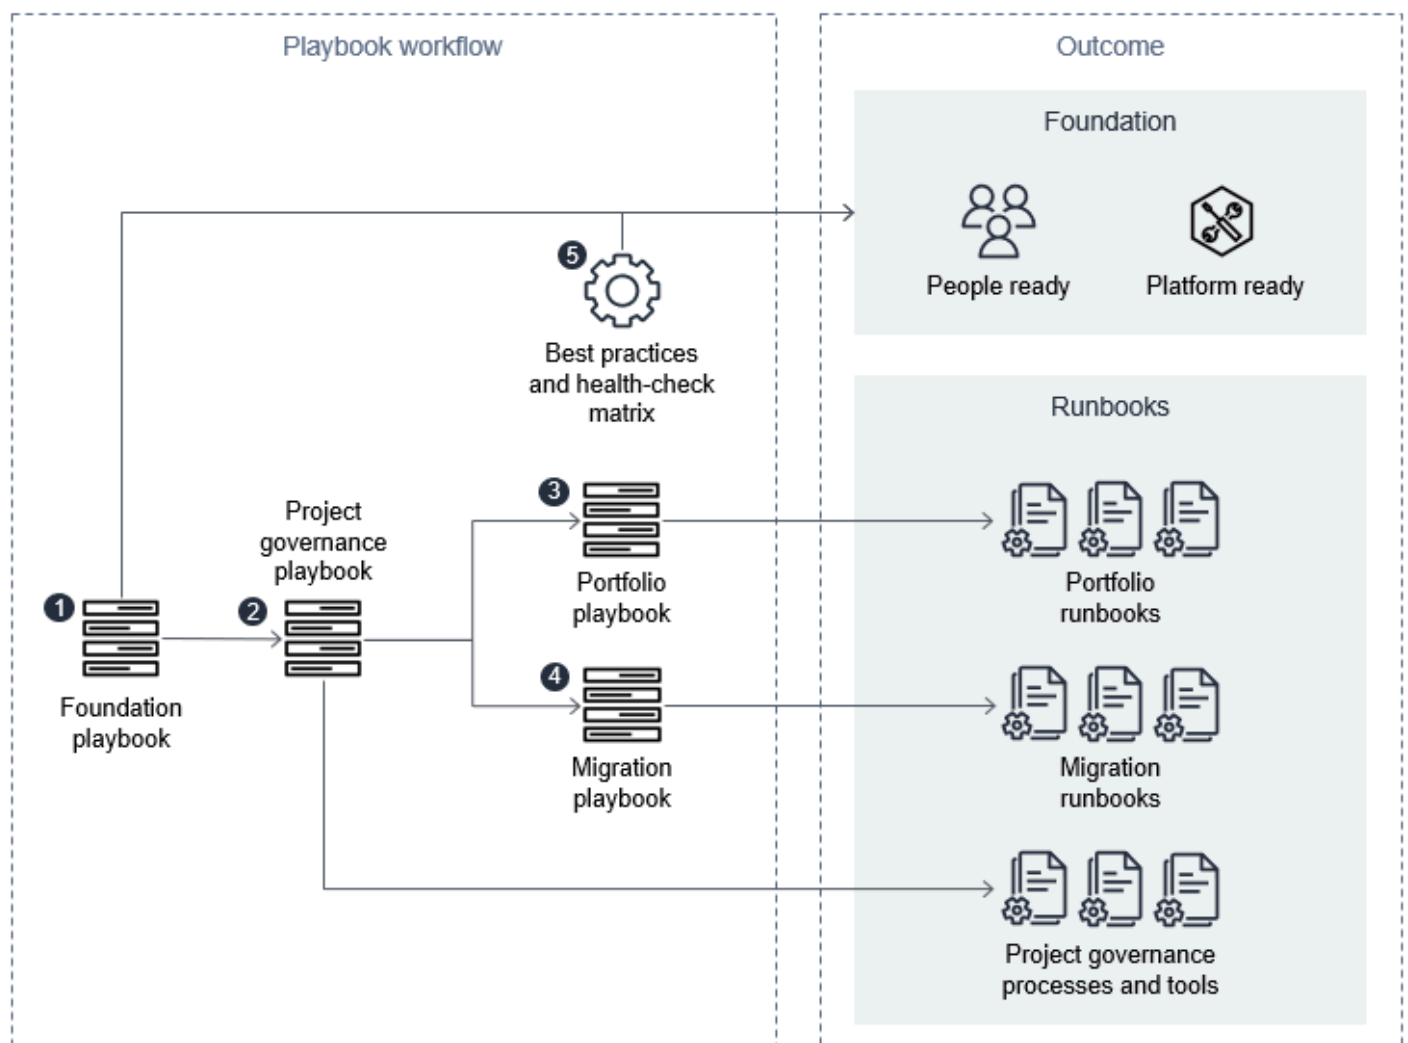 Playbook workflow
Outcome
Foundation
People ready
Platform ready
5
Best practices
and health-check
matrix
Runbooks
1
Foundation
playbook
2
Project
governance
playbook
3
Portfolio
playbook
Portfolio
runbooks
4
Migration
playbook
Migration
runbooks
Project governance
processes and tools